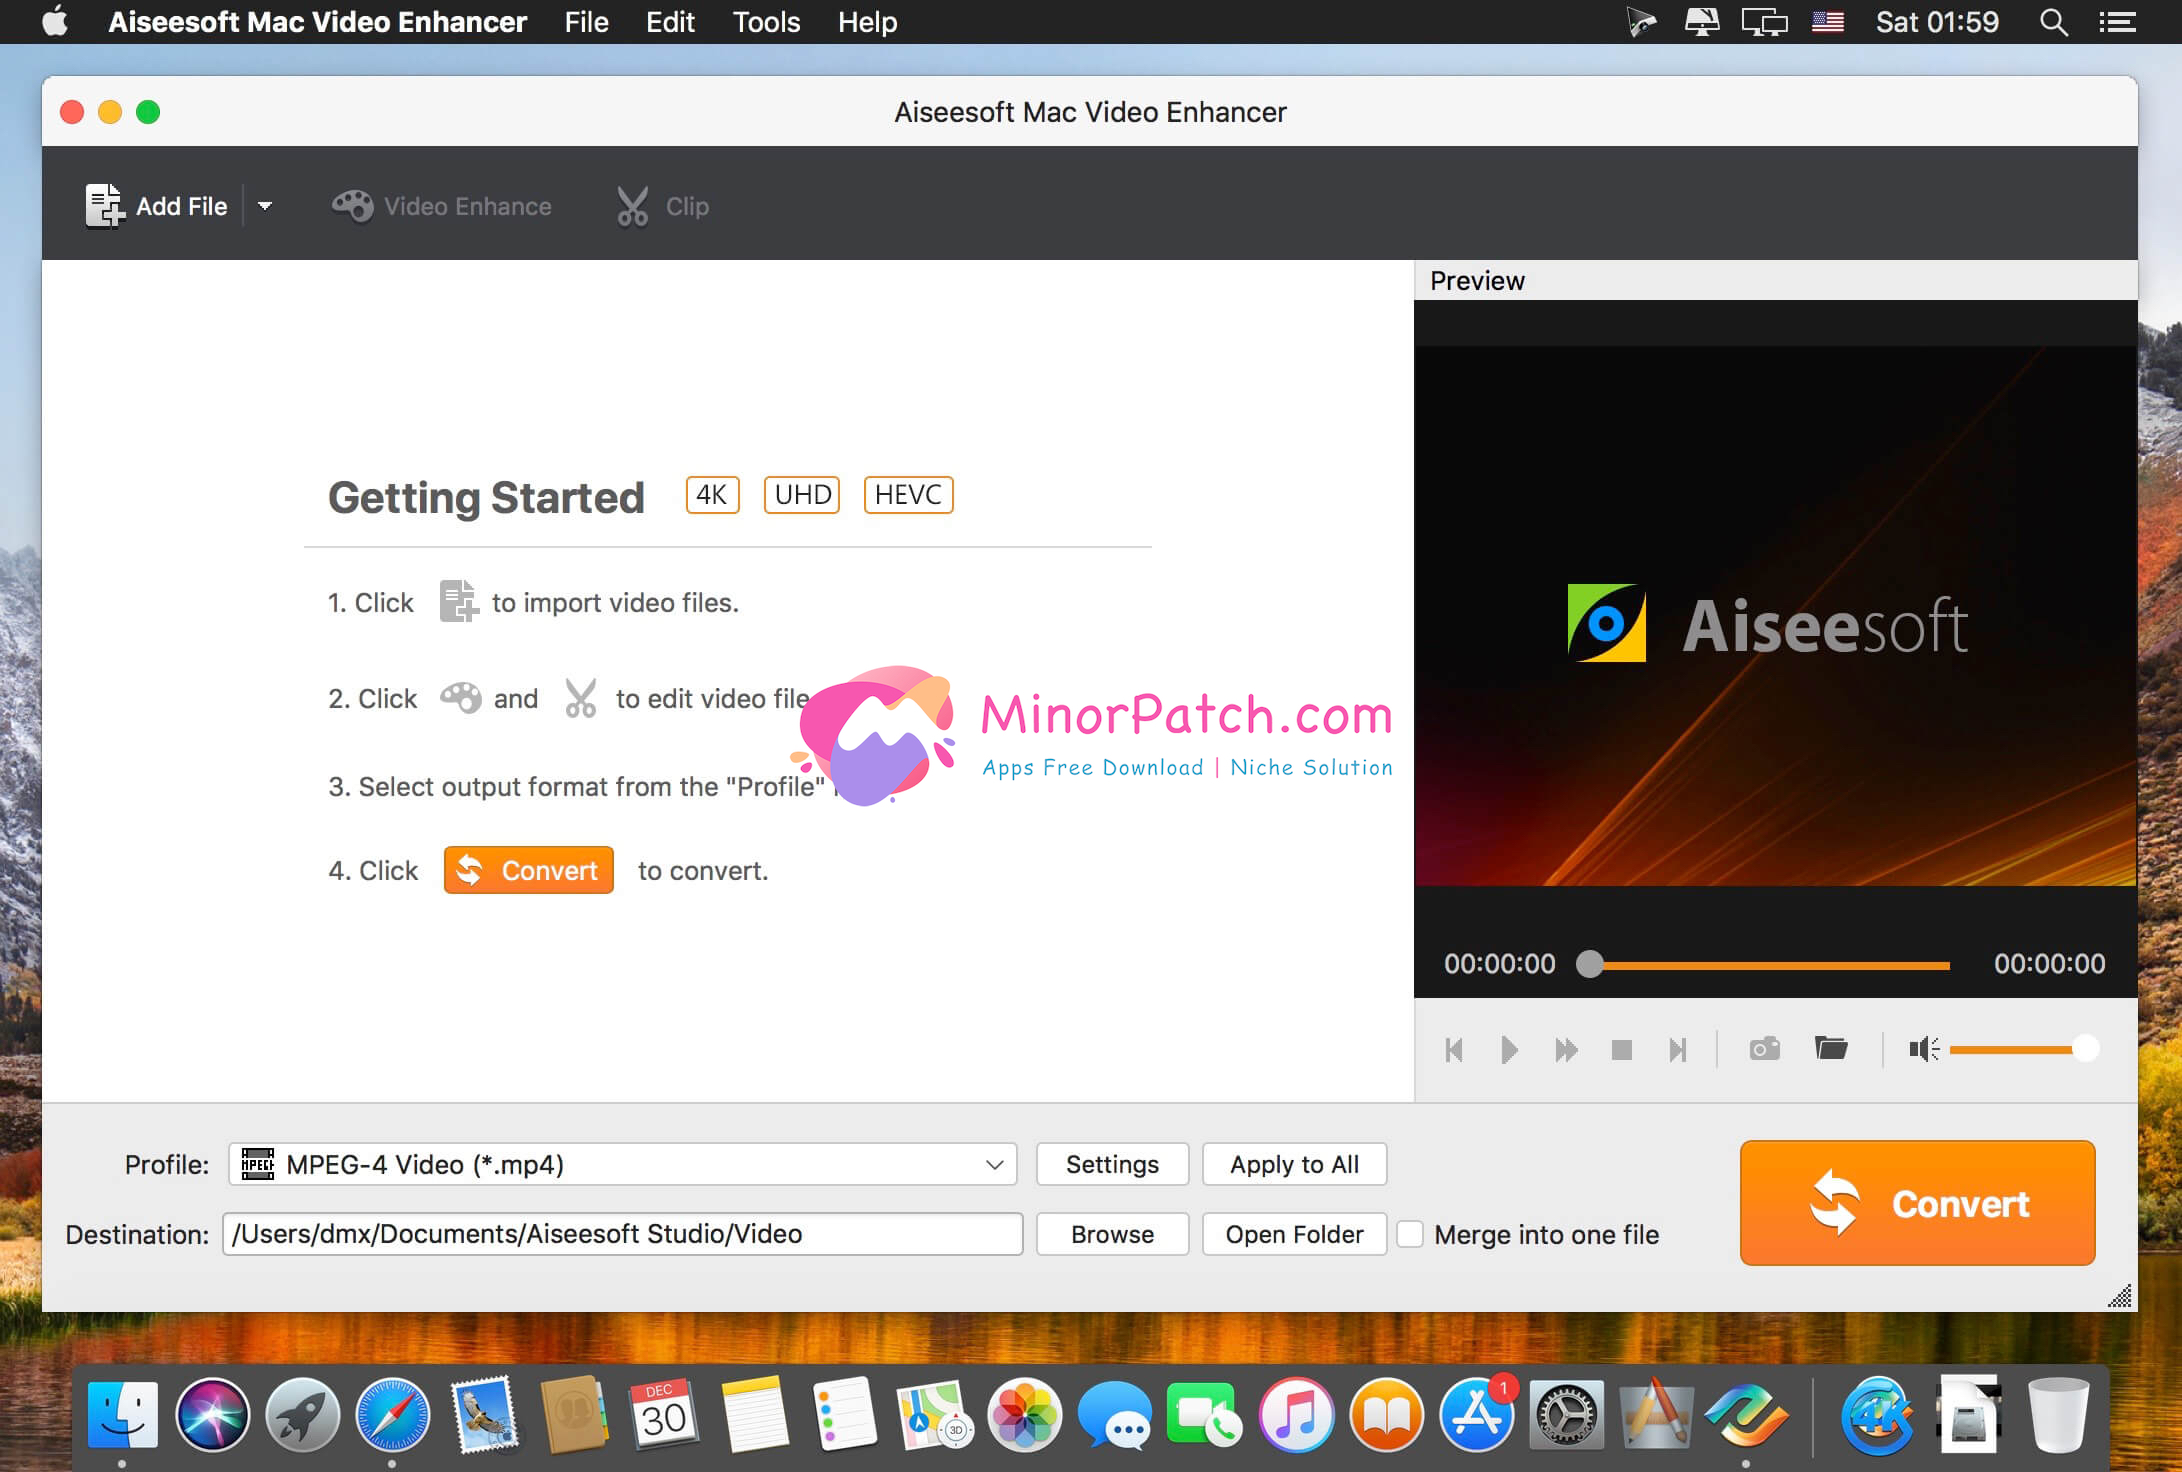 Aiseesoft Mac Video Enhancer File Edit Tools Help Sat 01:59
Aiseesoft Mac Video Enhancer
Add File Video Enhance Clip
Preview
Getting Started 4K UHD HEVC
1. Click to import video files.
2. Click and to edit video file
3. Select output format from the "Profile"
4. Click Convert to convert.
MinorPatch.com
Apps Free Download | Niche Solution
Aiseesoft
00:00:00 00:00:00
Profile: MPEG MPEG-4 Video (*.mp4) Settings Apply to All
Destination: /Users/dmx/Documents/Aiseesoft Studio/Video Browse Open Folder Merge into one file
Convert
DEC
30
3D
1
4K